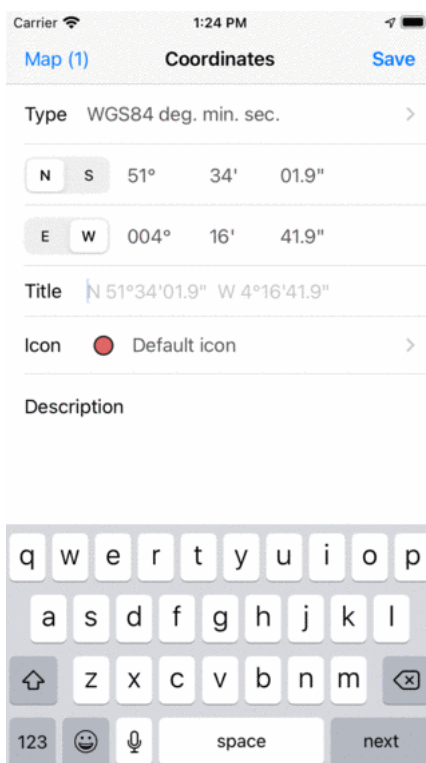 Carrier 1:24 PM
Map (1) Coordinates Save
Type WGS84 deg. min. sec.
N S 51° 34' 01.9"
E W 004° 16' 41.9"
Title N 51°34'01.9" W 4°16'41.9"
Icon Default icon
Description
q w e r t y u i o p
a s d f g h j k l
z x c v b n m
123 space next